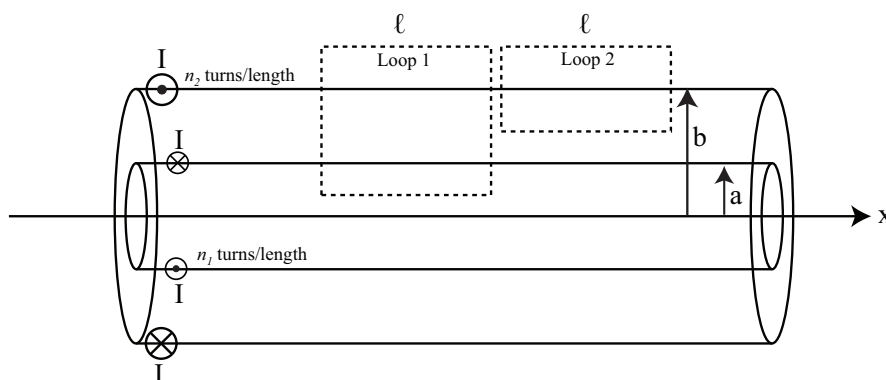 ℓ ℓ
I Loop 1 Loop 2
n₂ turns/length
I b
a
x
n₁ turns/length
I
I